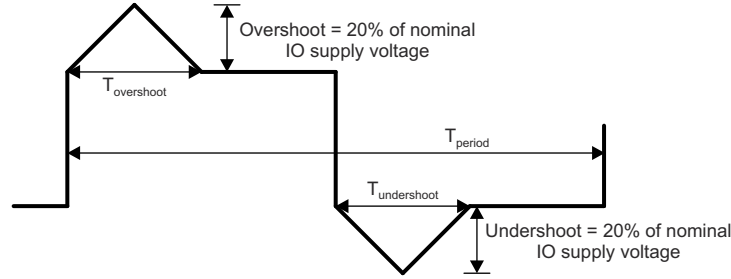 Overshoot = 20% of nominal
IO supply voltage
Tovershoot
Tperiod
Tundershoot
Undershoot = 20% of nominal
IO supply voltage